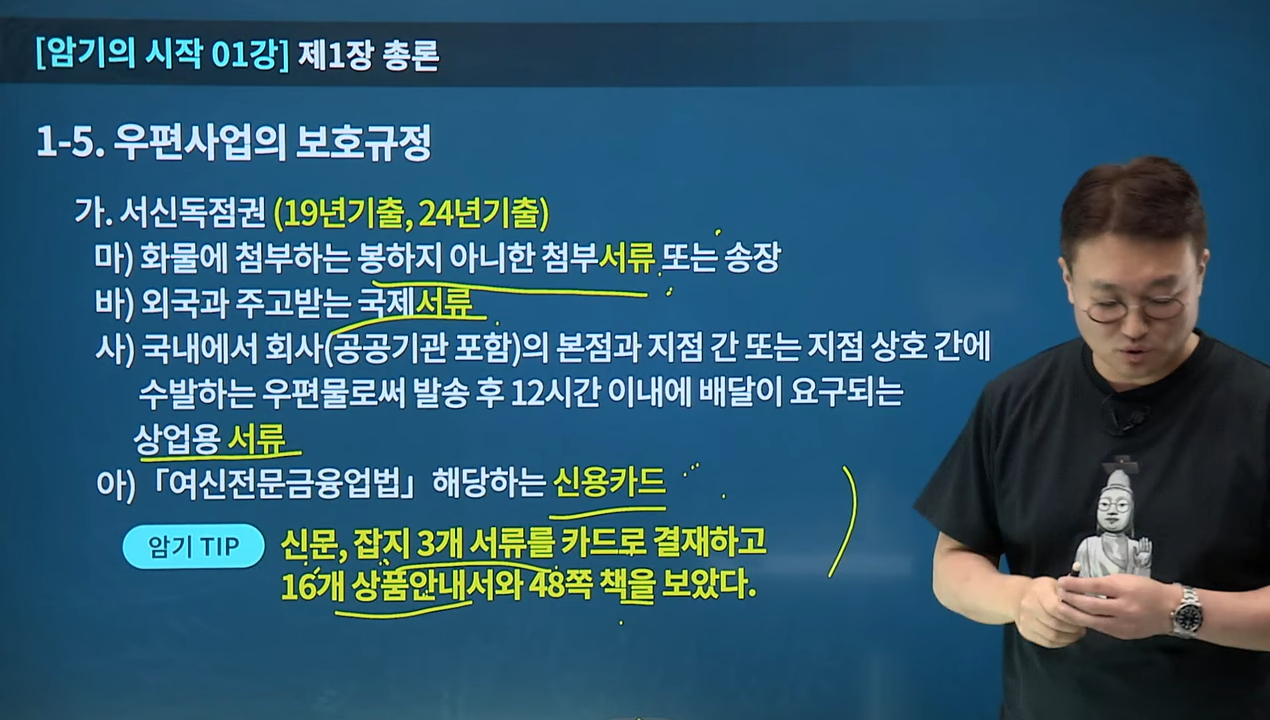 [암기의 시작 01강] 제1장 총론
1-5. 우편사업의 보호규정
가. 서신독점권 (19년기출, 24년기출)
마) 화물에 첨부하는 봉하지 아니한 첨부서류 또는 송장
바) 외국과 주고받는 국제서류
사) 국내에서 회사(공공기관 포함)의 본점과 지점 간 또는 지점 상호 간에
수발하는 우편물로써 발송 후 12시간 이내에 배달이 요구되는
상업용 서류
아) 「여신전문금융업법」 해당하는 신용카드
암기 TIP
신문, 잡지 3개 서류를 카드로 결재하고
16개 상품안내서와 48쪽 책을 보았다.